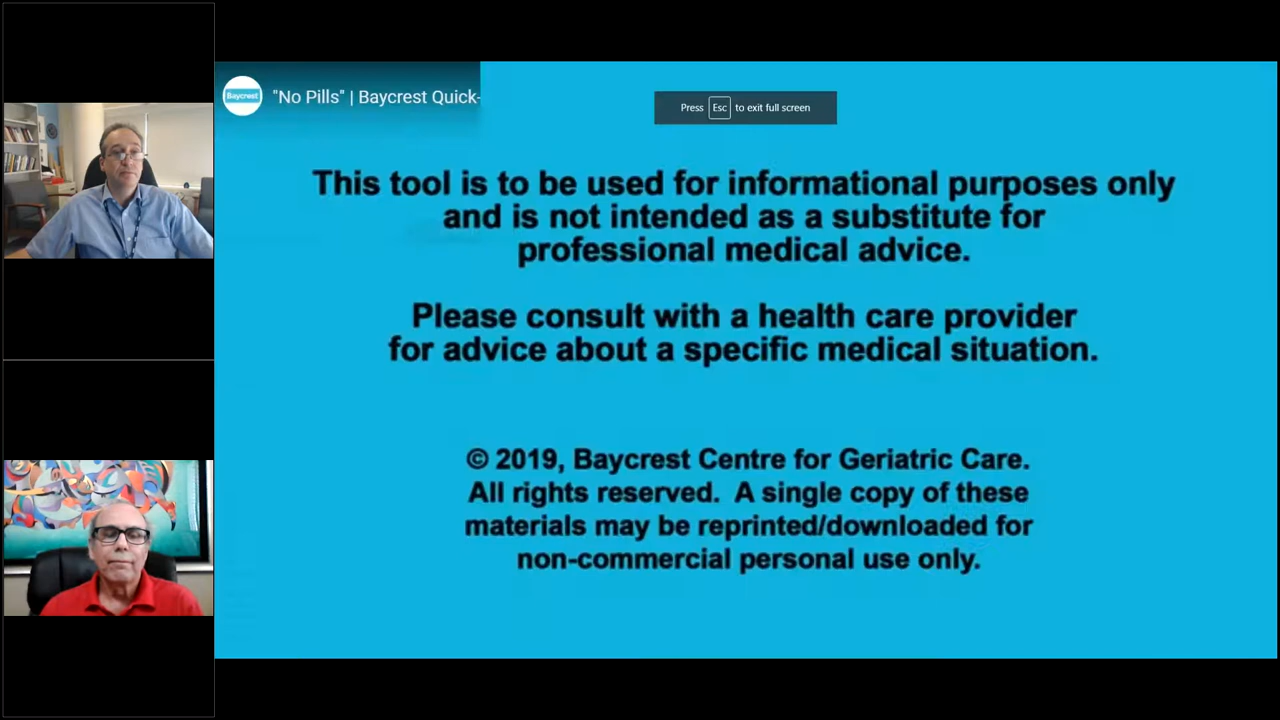 Baycrest
"No Pills" | Baycrest Quick-
Press Esc to exit full screen
This tool is to be used for informational purposes only
and is not intended as a substitute for
professional medical advice.
Please consult with a health care provider
for advice about a specific medical situation.
© 2019, Baycrest Centre for Geriatric Care.
All rights reserved. A single copy of these
materials may be reprinted/downloaded for
non-commercial personal use only.